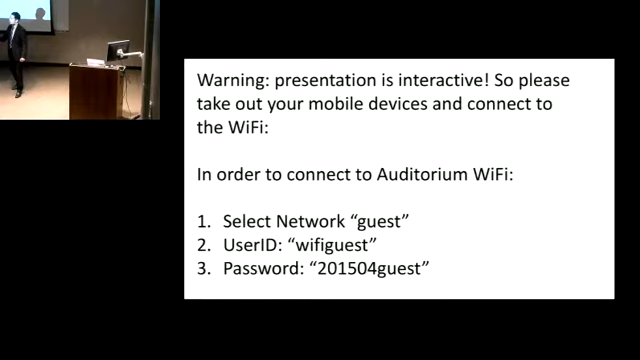 Warning: presentation is interactive! So please
take out your mobile devices and connect to
the WiFi:
In order to connect to Auditorium WiFi:
1. Select Network “guest”
2. UserID: “wifiguest”
3. Password: “201504guest”